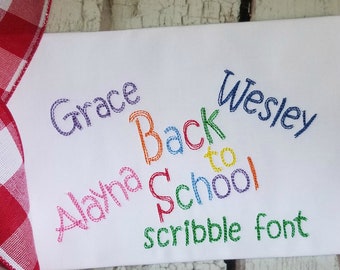 Grace
Wesley
Back
to
Alayna
School
scribble font